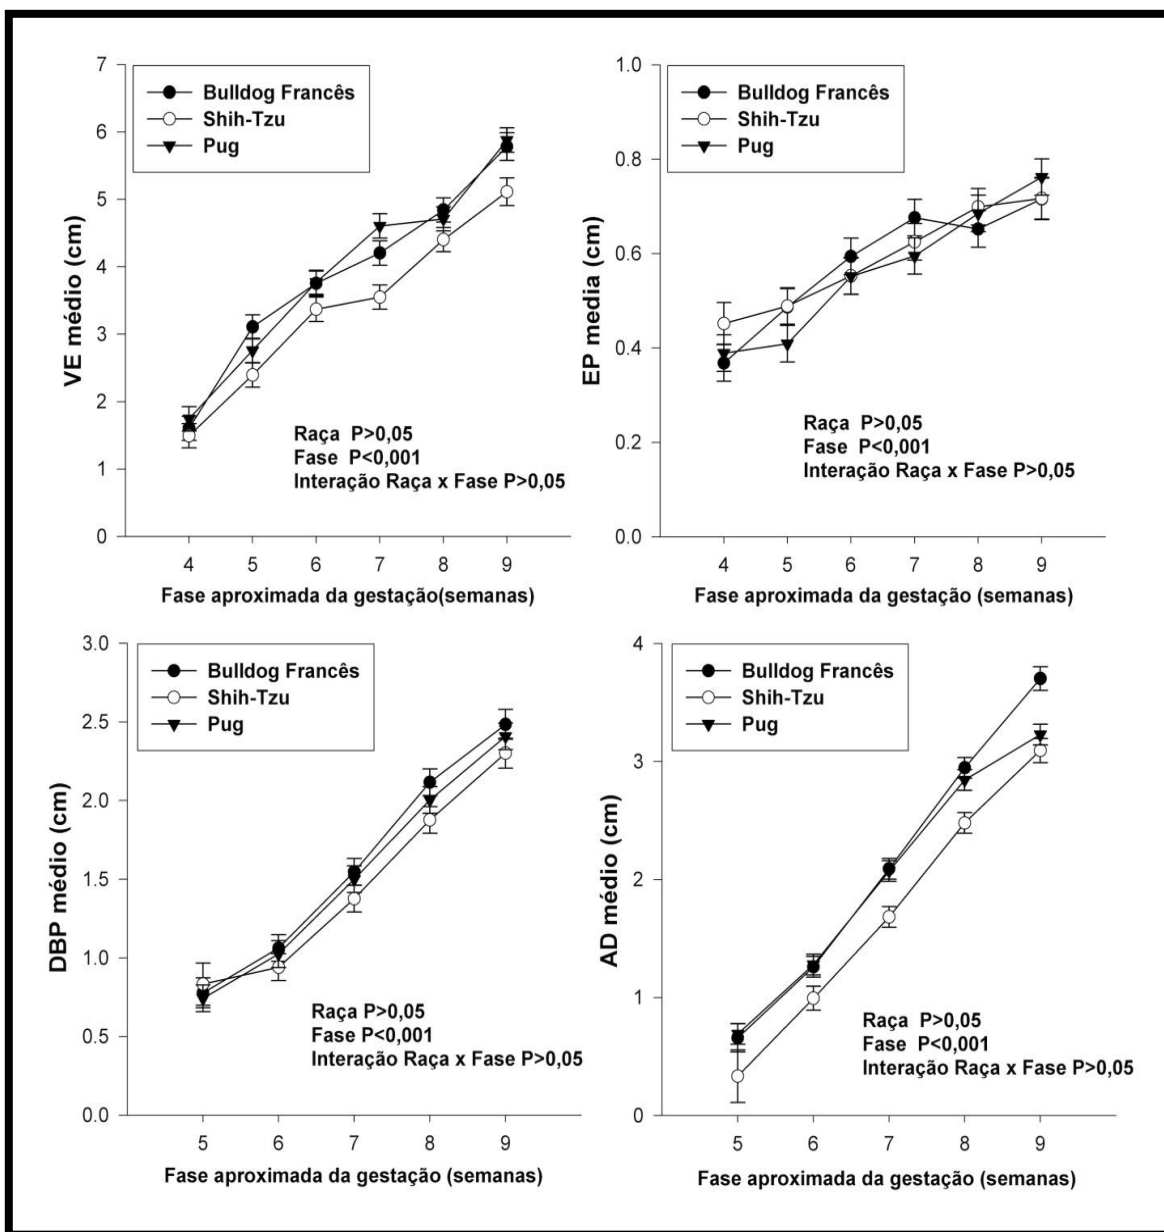 7
6
5
4
3
2
1
0
VE médio (cm)
Bulldog Francês
Shih-Tzu
Pug
Raça P>0,05
Fase P<0,001
Interação Raça x Fase P>0,05
4 5 6 7 8 9
Fase aproximada da gestação(semanas)
1.0
0.8
0.6
0.4
0.2
0.0
EP media (cm)
Bulldog Francês
Shih-Tzu
Pug
Raça P>0,05
Fase P<0,001
Interação Raça x Fase P>0,05
4 5 6 7 8 9
Fase aproximada da gestação (semanas)
3.0
2.5
2.0
1.5
1.0
0.5
0.0
DBP médio (cm)
Bulldog Francês
Shih-Tzu
Pug
Raça P>0,05
Fase P<0,001
Interação Raça x Fase P>0,05
5 6 7 8 9
Fase aproximada da gestação (semanas)
4
3
2
1
0
AD médio (cm)
Bulldog Francês
Shih-Tzu
Pug
Raça P>0,05
Fase P<0,001
Interação Raça x Fase P>0,05
5 6 7 8 9
Fase aproximada da gestação (semanas)